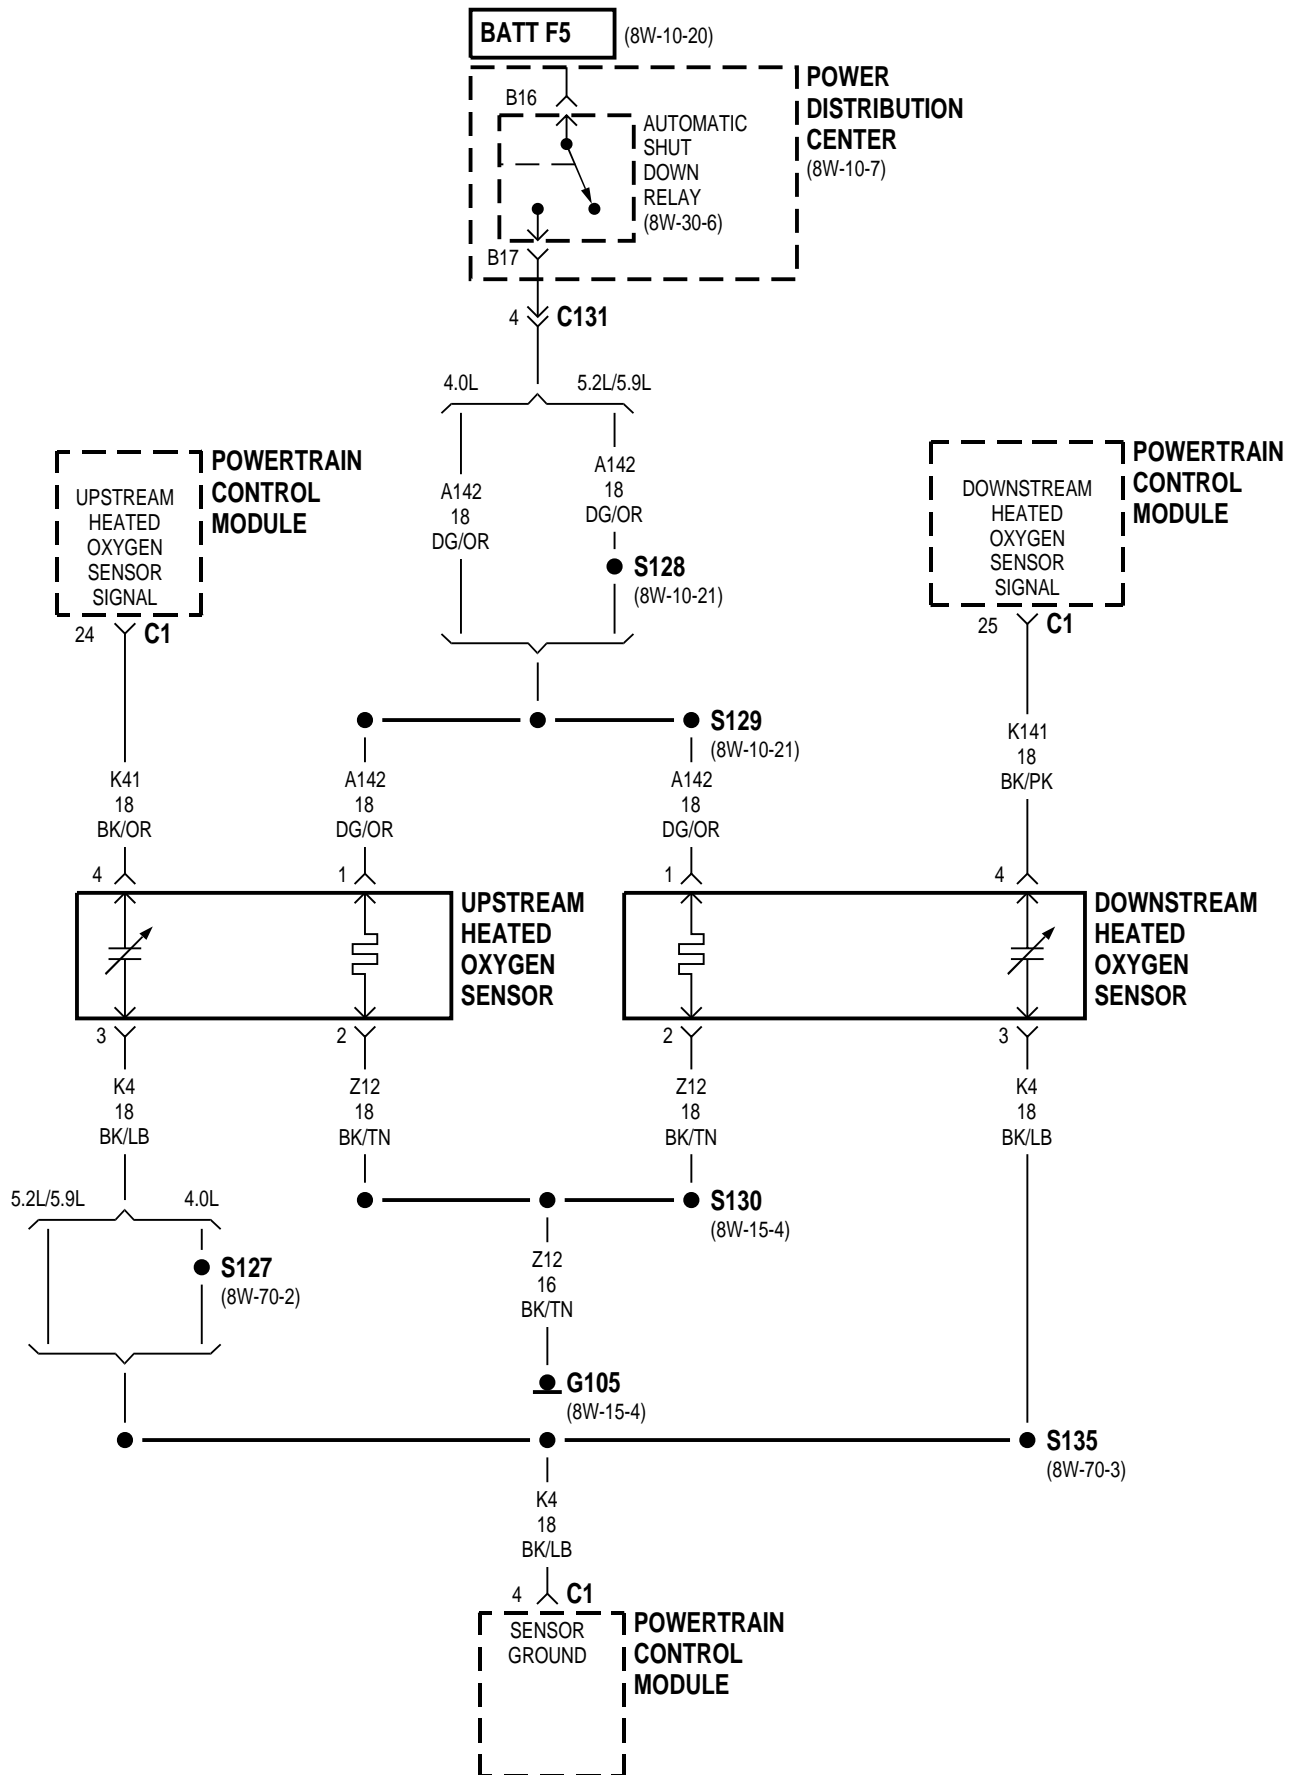 BATT F5
(8W-10-20)
POWER
DISTRIBUTION
CENTER
(8W-10-7)
B16
AUTOMATIC
SHUT
DOWN
RELAY
(8W-30-6)
B17
4 C131
4.0L
5.2L/5.9L
POWERTRAIN
CONTROL
MODULE
UPSTREAM
HEATED
OXYGEN
SENSOR
SIGNAL
24 C1
A142
18
DG/OR
A142
18
DG/OR
S128
(8W-10-21)
POWERTRAIN
CONTROL
MODULE
DOWNSTREAM
HEATED
OXYGEN
SENSOR
SIGNAL
25 C1
S129
(8W-10-21)
K41
18
BK/OR
A142
18
DG/OR
A142
18
DG/OR
K141
18
BK/PK
4
1
1
4
UPSTREAM
HEATED
OXYGEN
SENSOR
DOWNSTREAM
HEATED
OXYGEN
SENSOR
3
2
2
3
K4
18
BK/LB
Z12
18
BK/TN
Z12
18
BK/TN
K4
18
BK/LB
5.2L/5.9L
4.0L
S127
(8W-70-2)
S130
(8W-15-4)
Z12
16
BK/TN
G105
(8W-15-4)
S135
(8W-70-3)
K4
18
BK/LB
4 C1
SENSOR
GROUND
POWERTRAIN
CONTROL
MODULE